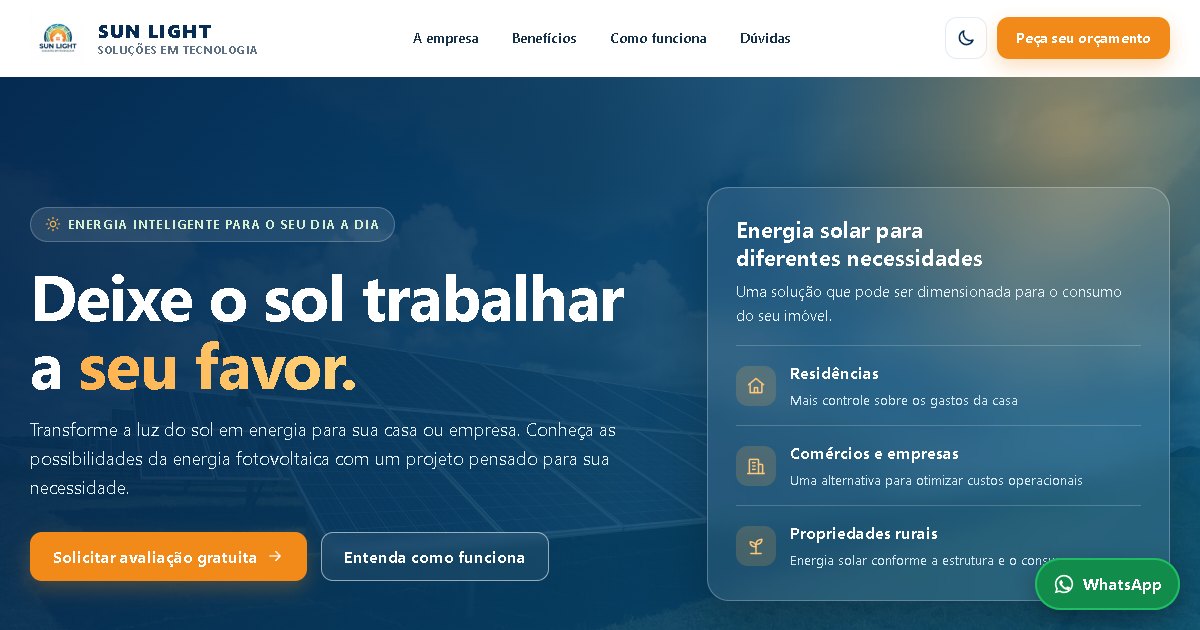 SUN LIGHT
SUN LIGHT
SOLUÇÕES EM TECNOLOGIA
A empresa
Benefícios
Como funciona
Dúvidas
Peça seu orçamento
ENERGIA INTELIGENTE PARA O SEU DIA A DIA
Deixe o sol trabalhar
a seu favor.
Transforme a luz do sol em energia para sua casa ou empresa. Conheça as
possibilidades da energia fotovoltaica com um projeto pensado para sua
necessidade.
Solicitar avaliação gratuita →
Entenda como funciona
Energia solar para
diferentes necessidades
Uma solução que pode ser dimensionada para o consumo
do seu imóvel.
Residências
Mais controle sobre os gastos da casa
Comércios e empresas
Uma alternativa para otimizar custos operacionais
Propriedades rurais
Energia solar conforme a estrutura e o
WhatsApp